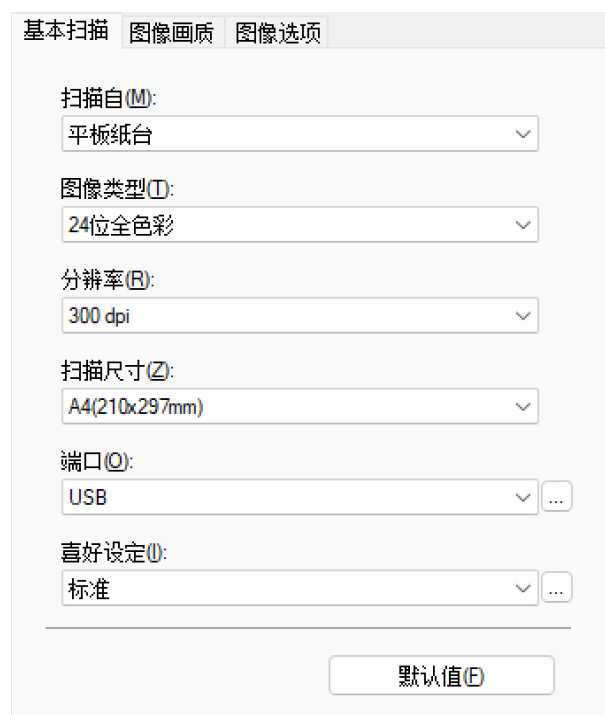 基本扫描 图像画质 图像选项
扫描自(M):
平板纸台
图像类型(T):
24位全色彩
分辨率(R):
300 dpi
扫描尺寸(Z):
A4(210x297mm)
端口(O):
USB
...
喜好设定(I):
标准
...
默认值(F)